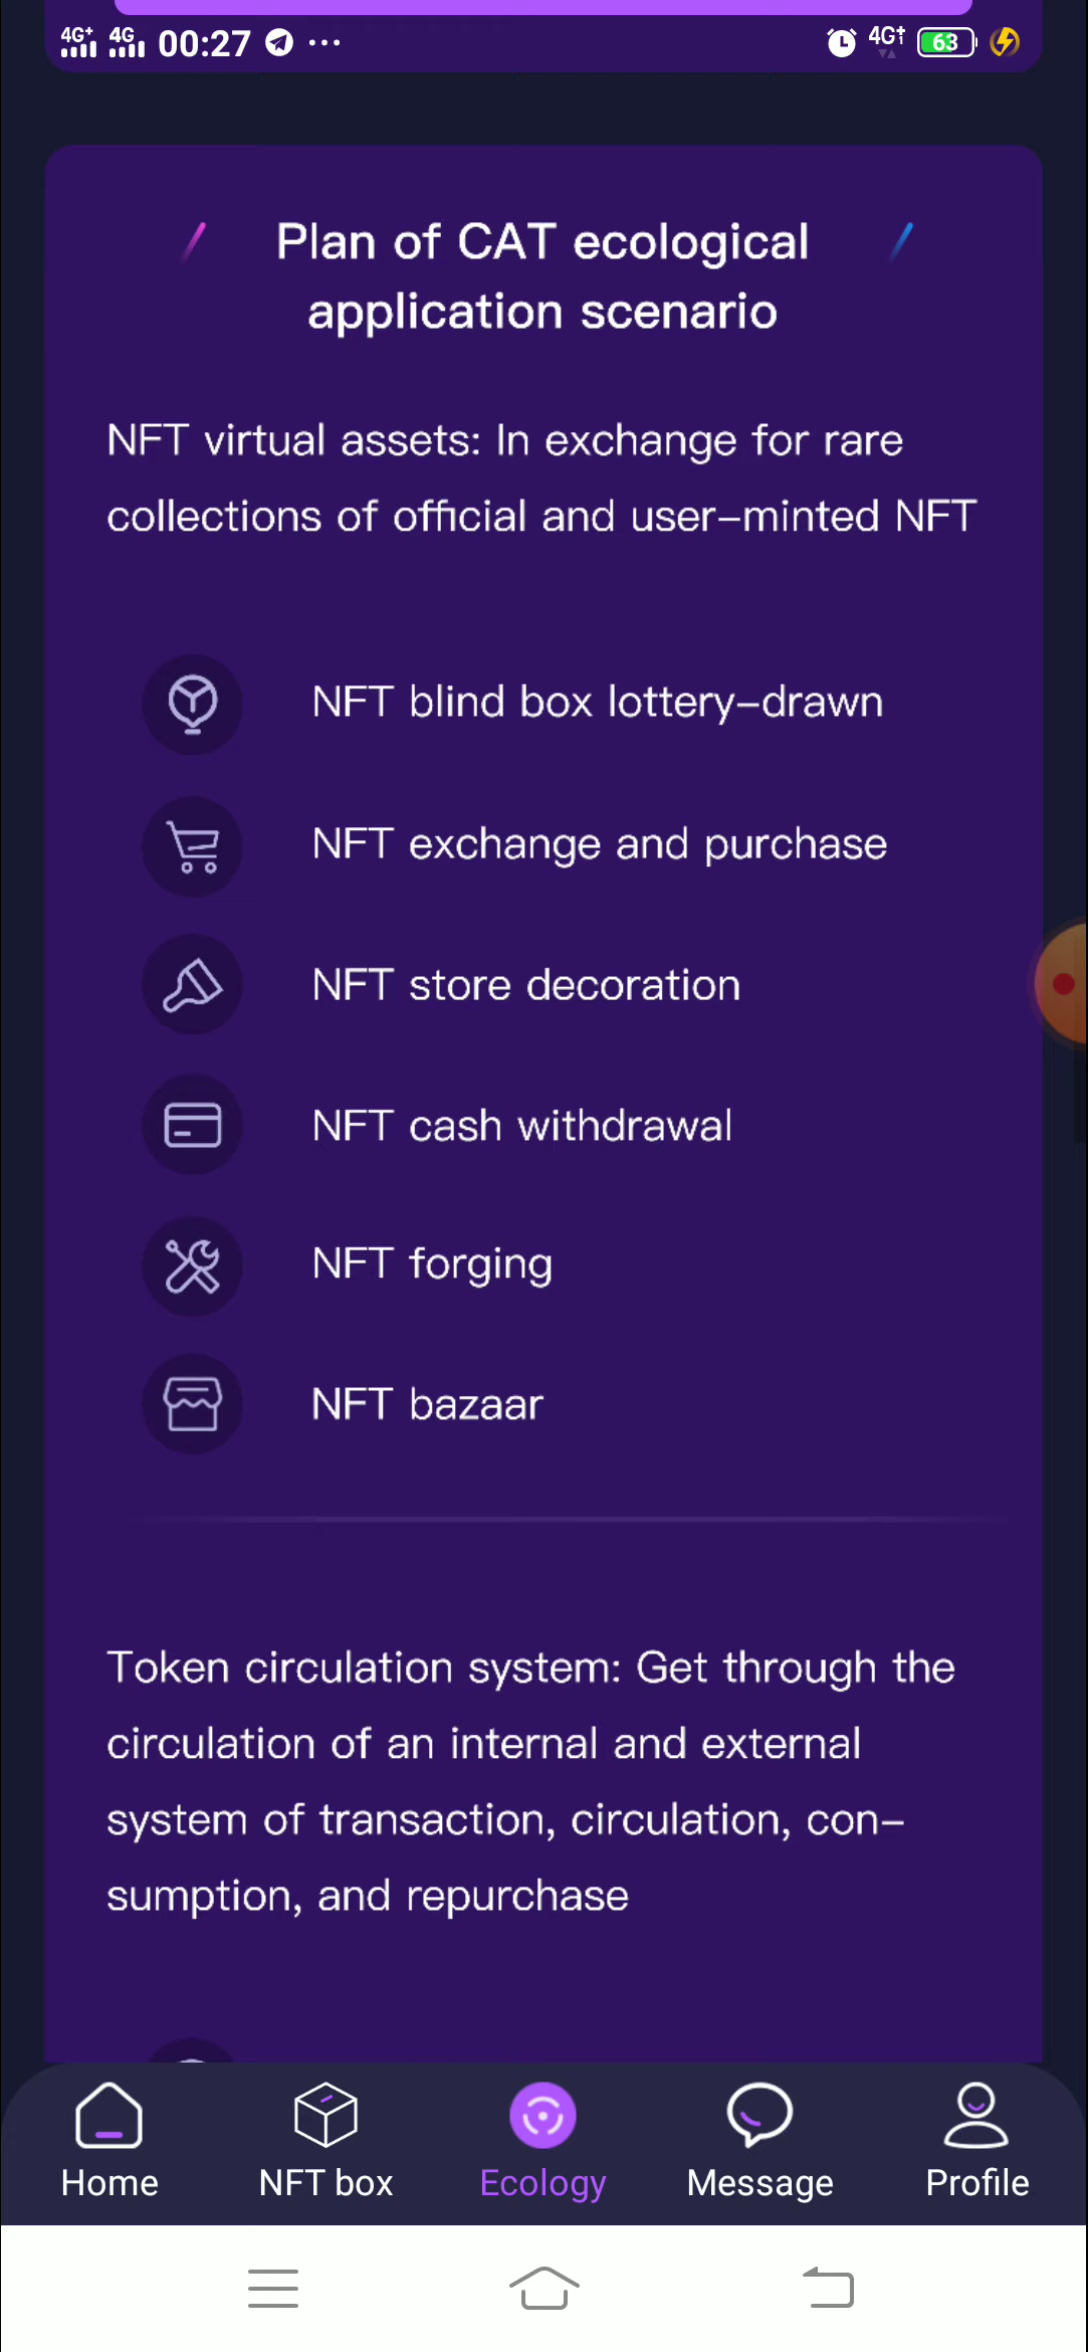 4G+ 4G 00:27 ... 4G+ 63
Plan of CAT ecological
application scenario
NFT virtual assets: In exchange for rare
collections of official and user-minted NFT
NFT blind box lottery-drawn
NFT exchange and purchase
NFT store decoration
NFT cash withdrawal
NFT forging
NFT bazaar
Token circulation system: Get through the
circulation of an internal and external
system of transaction, circulation, con-
sumption, and repurchase
Home NFT box Ecology Message Profile